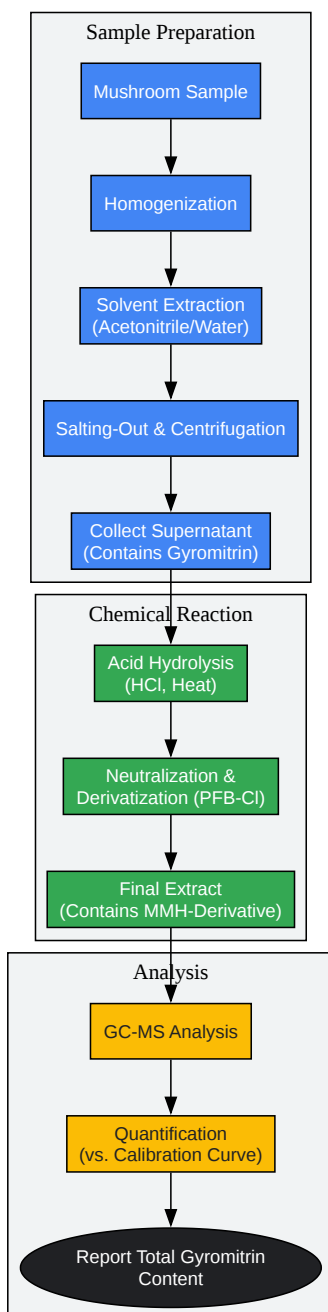 Sample Preparation
Mushroom Sample
Homogenization
Solvent Extraction
(Acetonitrile/Water)
Salting-Out & Centrifugation
Collect Supernatant
(Contains Gyromitrin)
Chemical Reaction
Acid Hydrolysis
(HCl, Heat)
Neutralization &
Derivatization (PFB-Cl)
Final Extract
(Contains MMH-Derivative)
Analysis
GC-MS Analysis
Quantification
(vs. Calibration Curve)
Report Total Gyromitrin
Content